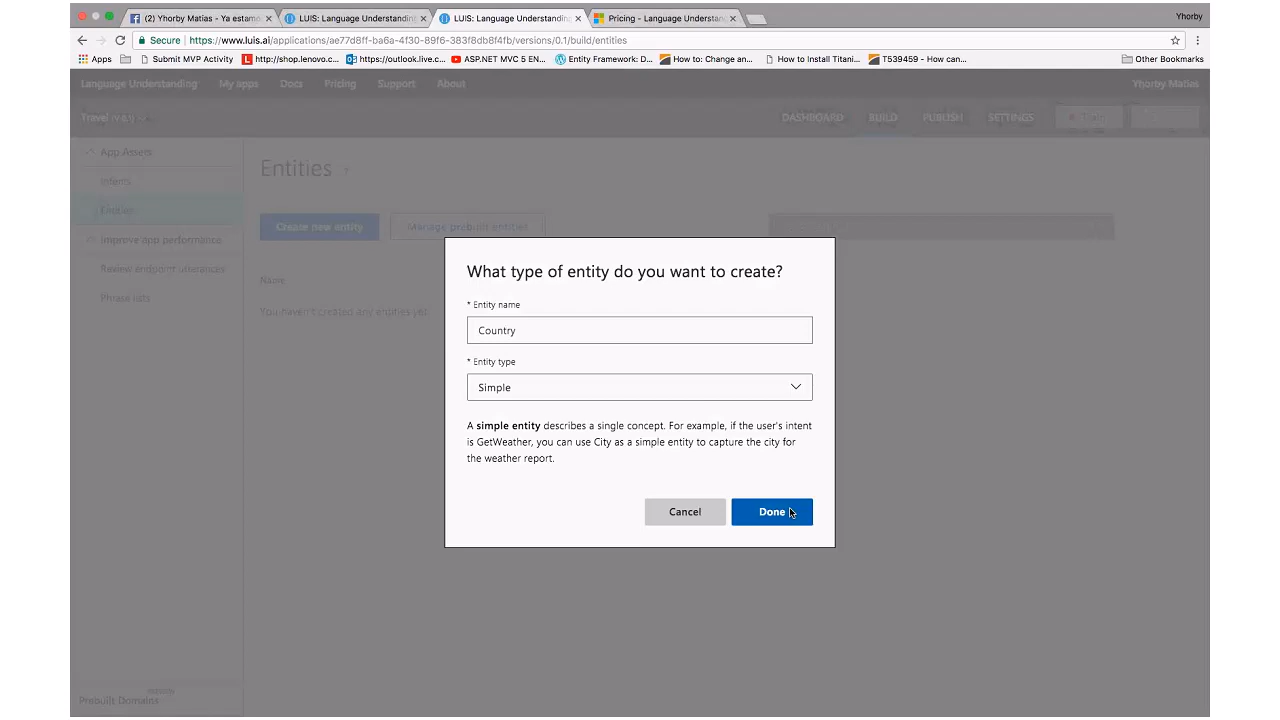 (2) Yhorby Matias - Ya estamo
LUIS: Language Understandin
LUIS: Language Understanding
Pricing - Language Understan
Yhorby
Secure
https://www.luis.ai/applications/ae77d8ff-ba6a-4f30-89f6-383f8db8f4fb/versions/0.1/build/entities
Apps
Submit MVP Activity
http://shop.lenovo.c...
https://outlook.live.c...
ASP.NET MVC 5 EN...
Entity Framework: D...
How to: Change an...
How to Install Titani...
T539459 - How can...
Other Bookmarks
Language Understanding
My apps
Docs
Pricing
Support
About
Yhorby Matias
Travel
DASHBOARD
BUILD
PUBLISH
SETTINGS
Train
App Assets
Intents
Entities
Improve app performance
Review endpoint utterances
Phrase lists
Entities
Create new entity
Manage prebuilt entities
Name
You haven't created any entities yet
What type of entity do you want to create?
* Entity name
Country
* Entity type
Simple
A simple entity describes a single concept. For example, if the user's intent
is GetWeather, you can use City as a simple entity to capture the city for
the weather report.
Cancel
Done
Prebuilt Domains